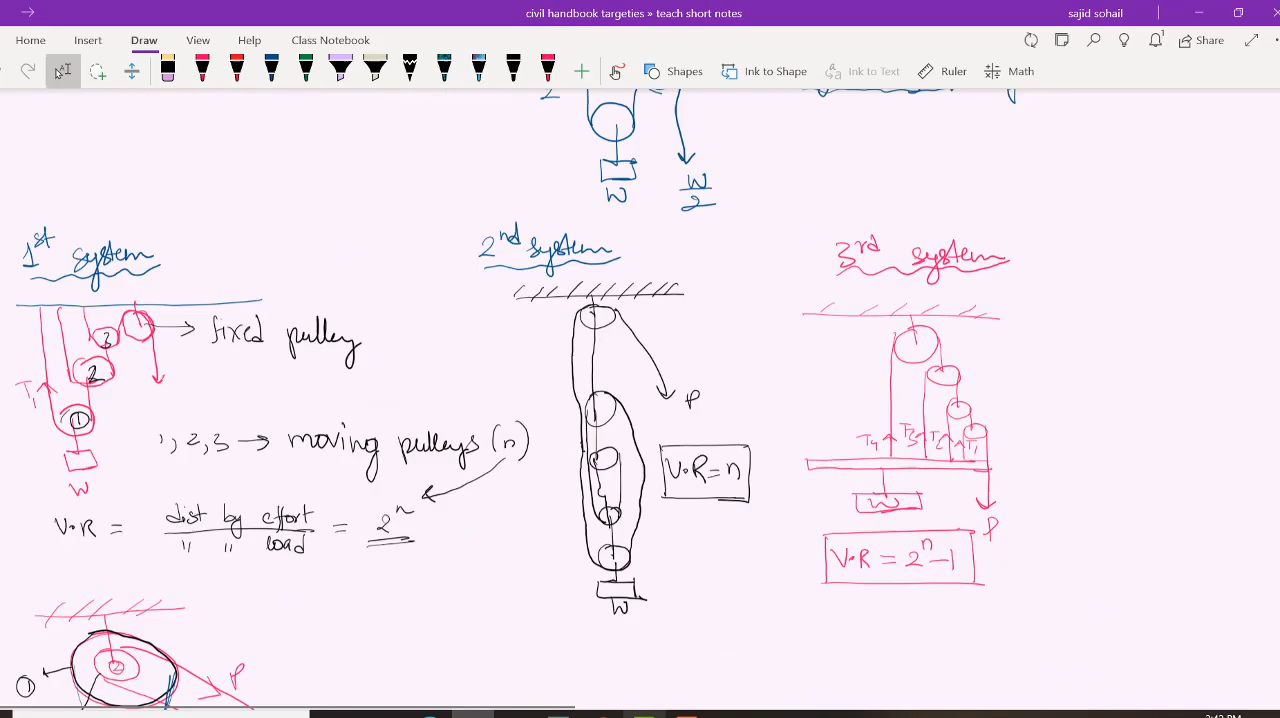 civil handbook targeties » teach short notes
sajid sohail
Home Insert Draw View Help Class Notebook
Share
Shapes Ink to Shape Ink to Text Ruler Math
2
W
W
2
1st system
2nd system
3rd system
3
2
1
T1
W
fixed pulley
1, 2, 3 → moving pulleys (n)
V.R = dist by effort = 2^n
" " load
P
V.R = n
W
T4 T3 T2 T1
W
P
V.R = 2^n - 1
2
P
1